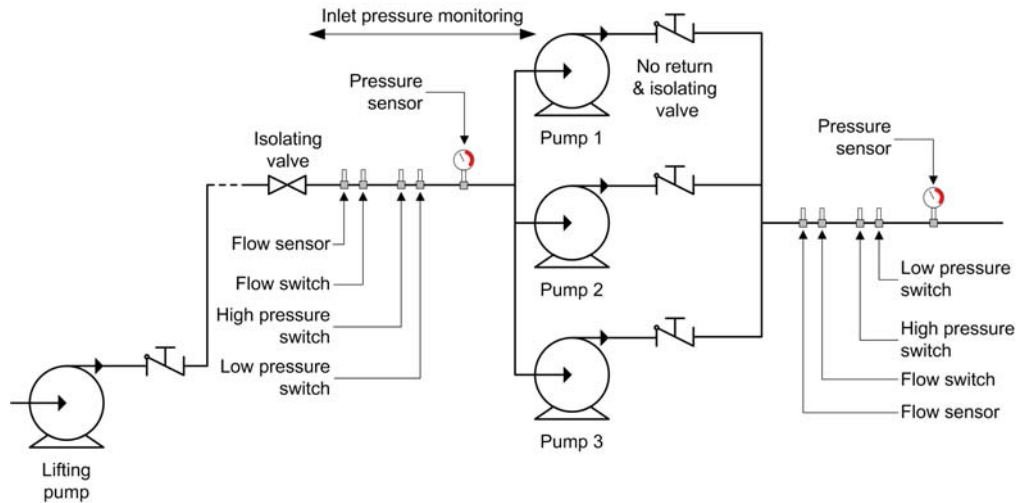 Inlet pressure monitoring
Pressure
sensor
Isolating
valve
No return
& isolating
valve
Pump 1
Pressure
sensor
Flow sensor
Flow switch
High pressure
switch
Low pressure
switch
Pump 2
Low pressure
switch
High pressure
switch
Flow switch
Flow sensor
Pump 3
Lifting
pump